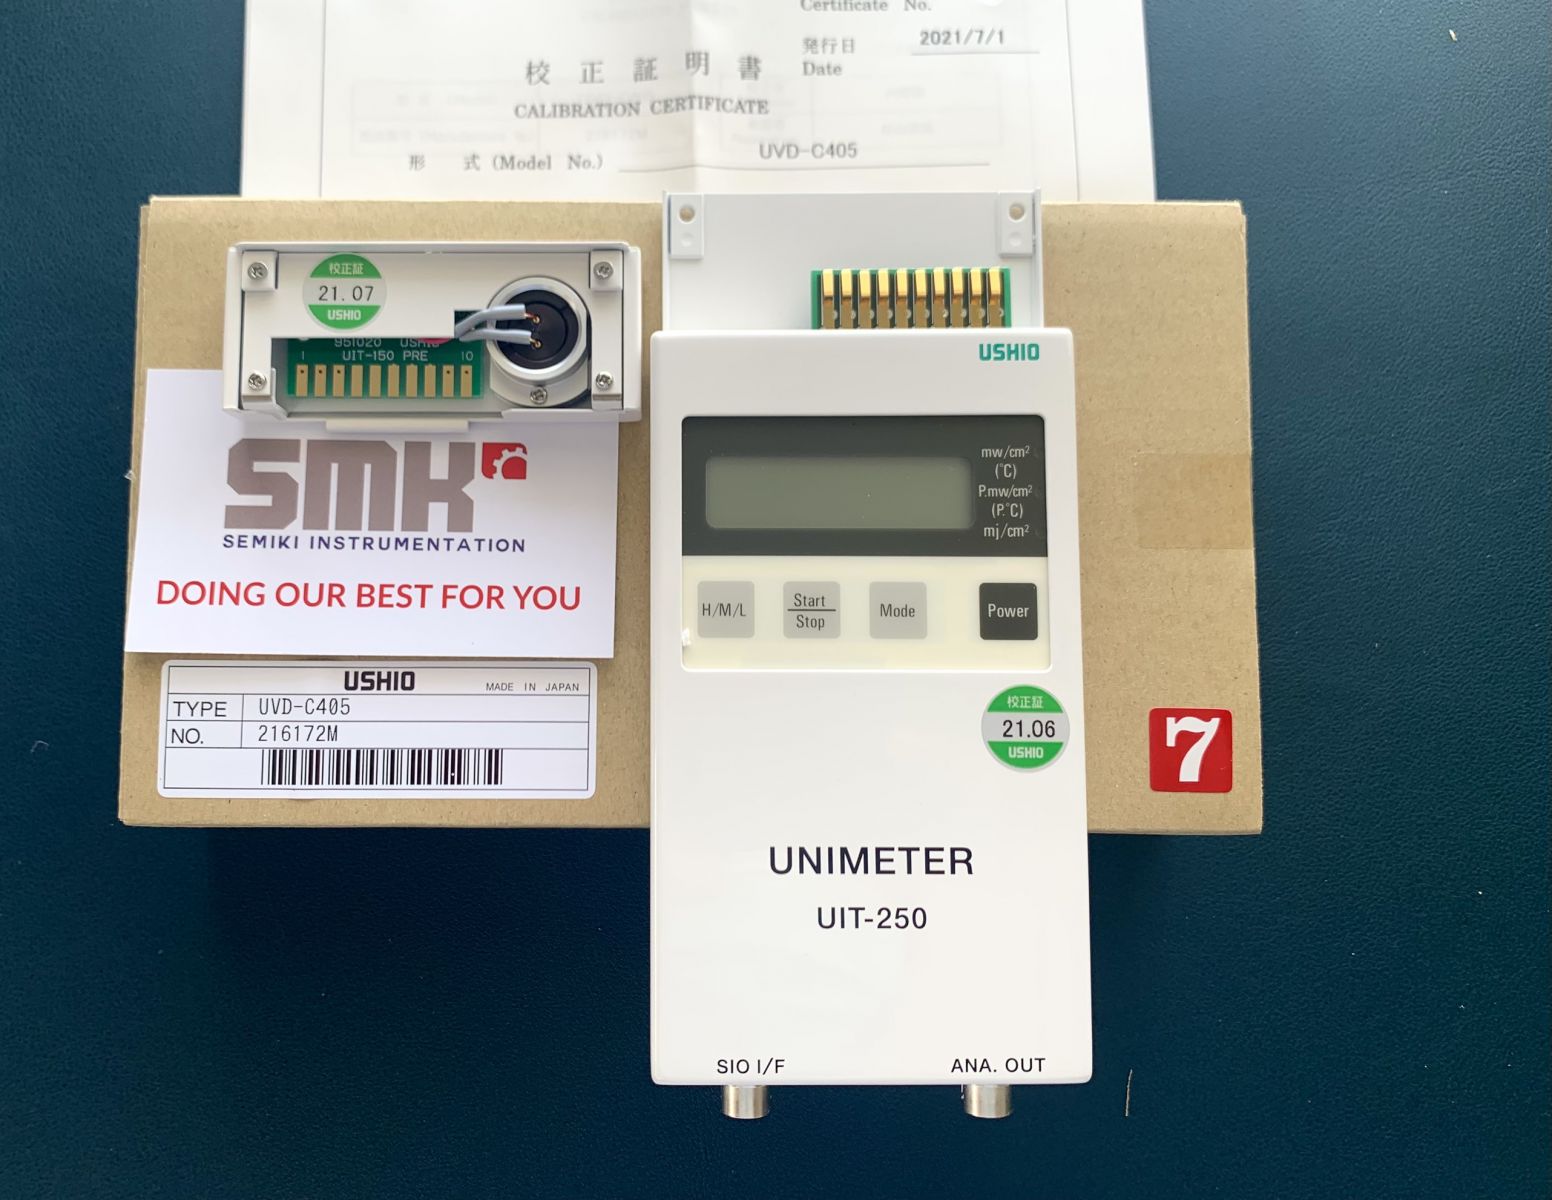 Certificate No.
発行日
Date
2021/7/1
校 正 証 明 書
CALIBRATION CERTIFICATE
形 式 (Model No.) UVD-C405
校正証
21.07
USHIO
951020 USHIO
UIT-150 PRE
1 10
SMK
SEMIKI INSTRUMENTATION
DOING OUR BEST FOR YOU
USHIO MADE IN JAPAN
TYPE UVD-C405
NO. 216172M
USHIO
mw/cm²
(°C)
P.mw/cm²
(P.°C)
mj/cm²
H/M/L
Start
Stop
Mode
Power
校正証
21.06
USHIO
7
UNIMETER
UIT-250
SIO I/F
ANA. OUT